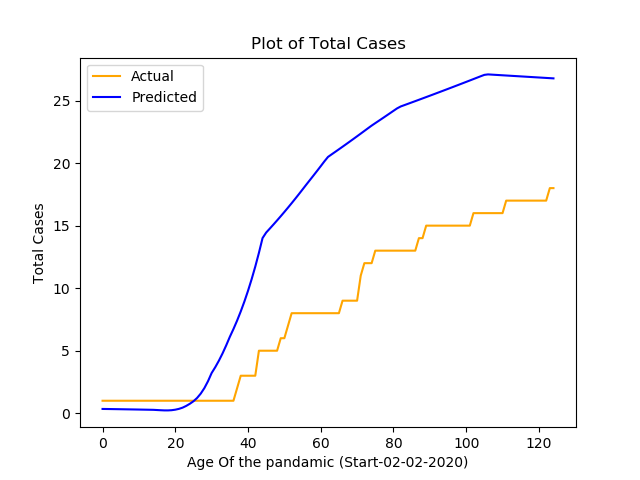 Plot of Total Cases
Actual
Predicted
25
20
15
10
5
0
Total Cases
0 20 40 60 80 100 120
Age Of the pandamic (Start-02-02-2020)